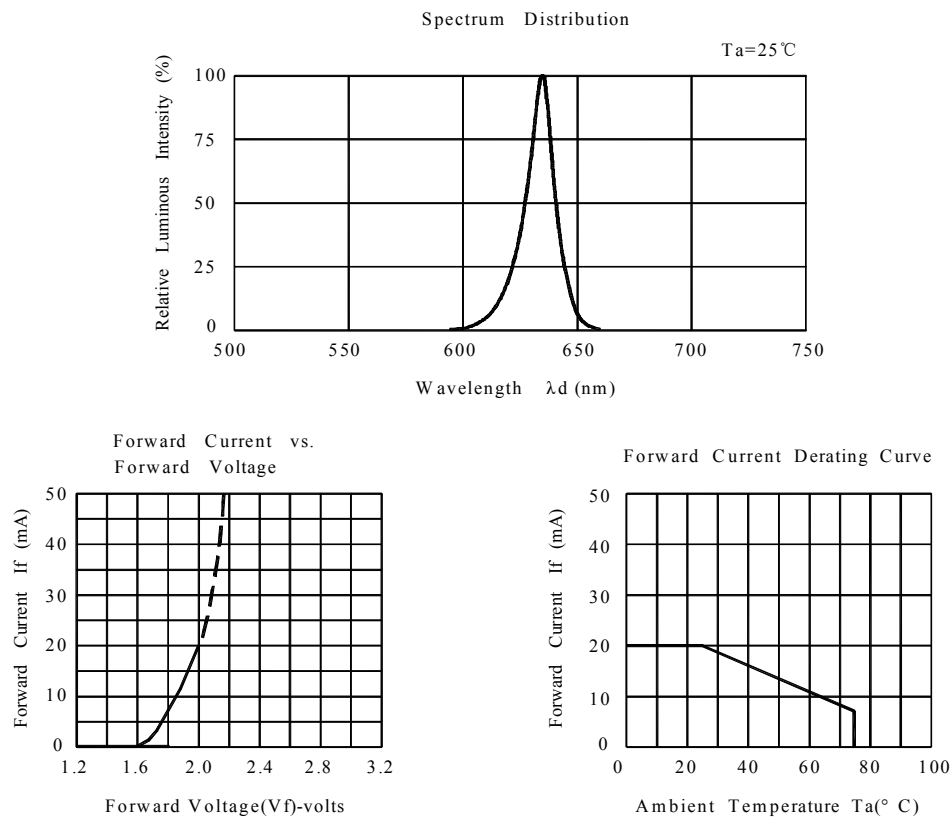 Spectrum Distribution
Ta=25℃
Relative Luminous Intensity (%)
100
75
50
25
0
500 550 600 650 700 750
Wavelength λd (nm)
Forward Current vs.
Forward Voltage
Forward Current If (mA)
50
40
30
20
10
0
1.2 1.6 2.0 2.4 2.8 3.2
Forward Voltage(Vf)-volts
Forward Current Derating Curve
Forward Current If (mA)
50
40
30
20
10
0
0 20 40 60 80 100
Ambient Temperature Ta(° C)